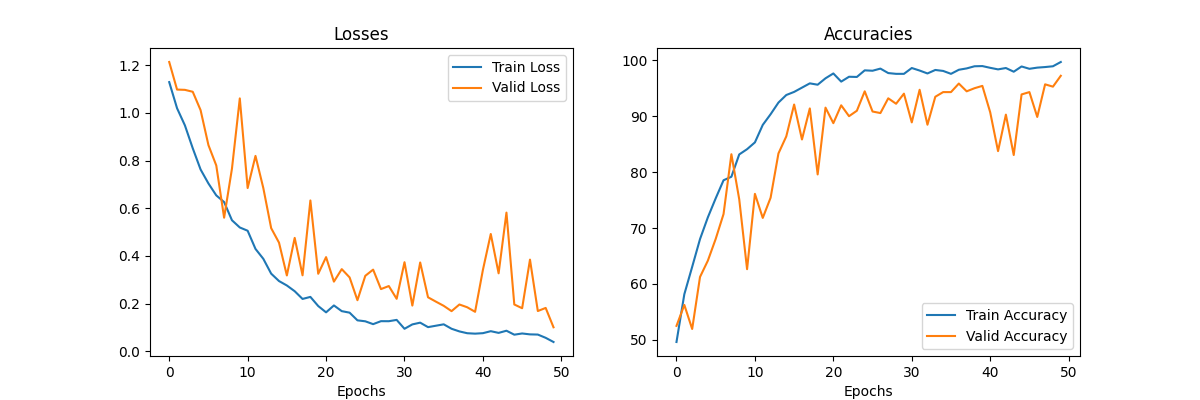 Losses
1.2
1.0
0.8
0.6
0.4
0.2
0.0
0 10 20 30 40 50
Epochs
Train Loss
Valid Loss
Accuracies
100
90
80
70
60
50
0 10 20 30 40 50
Epochs
Train Accuracy
Valid Accuracy